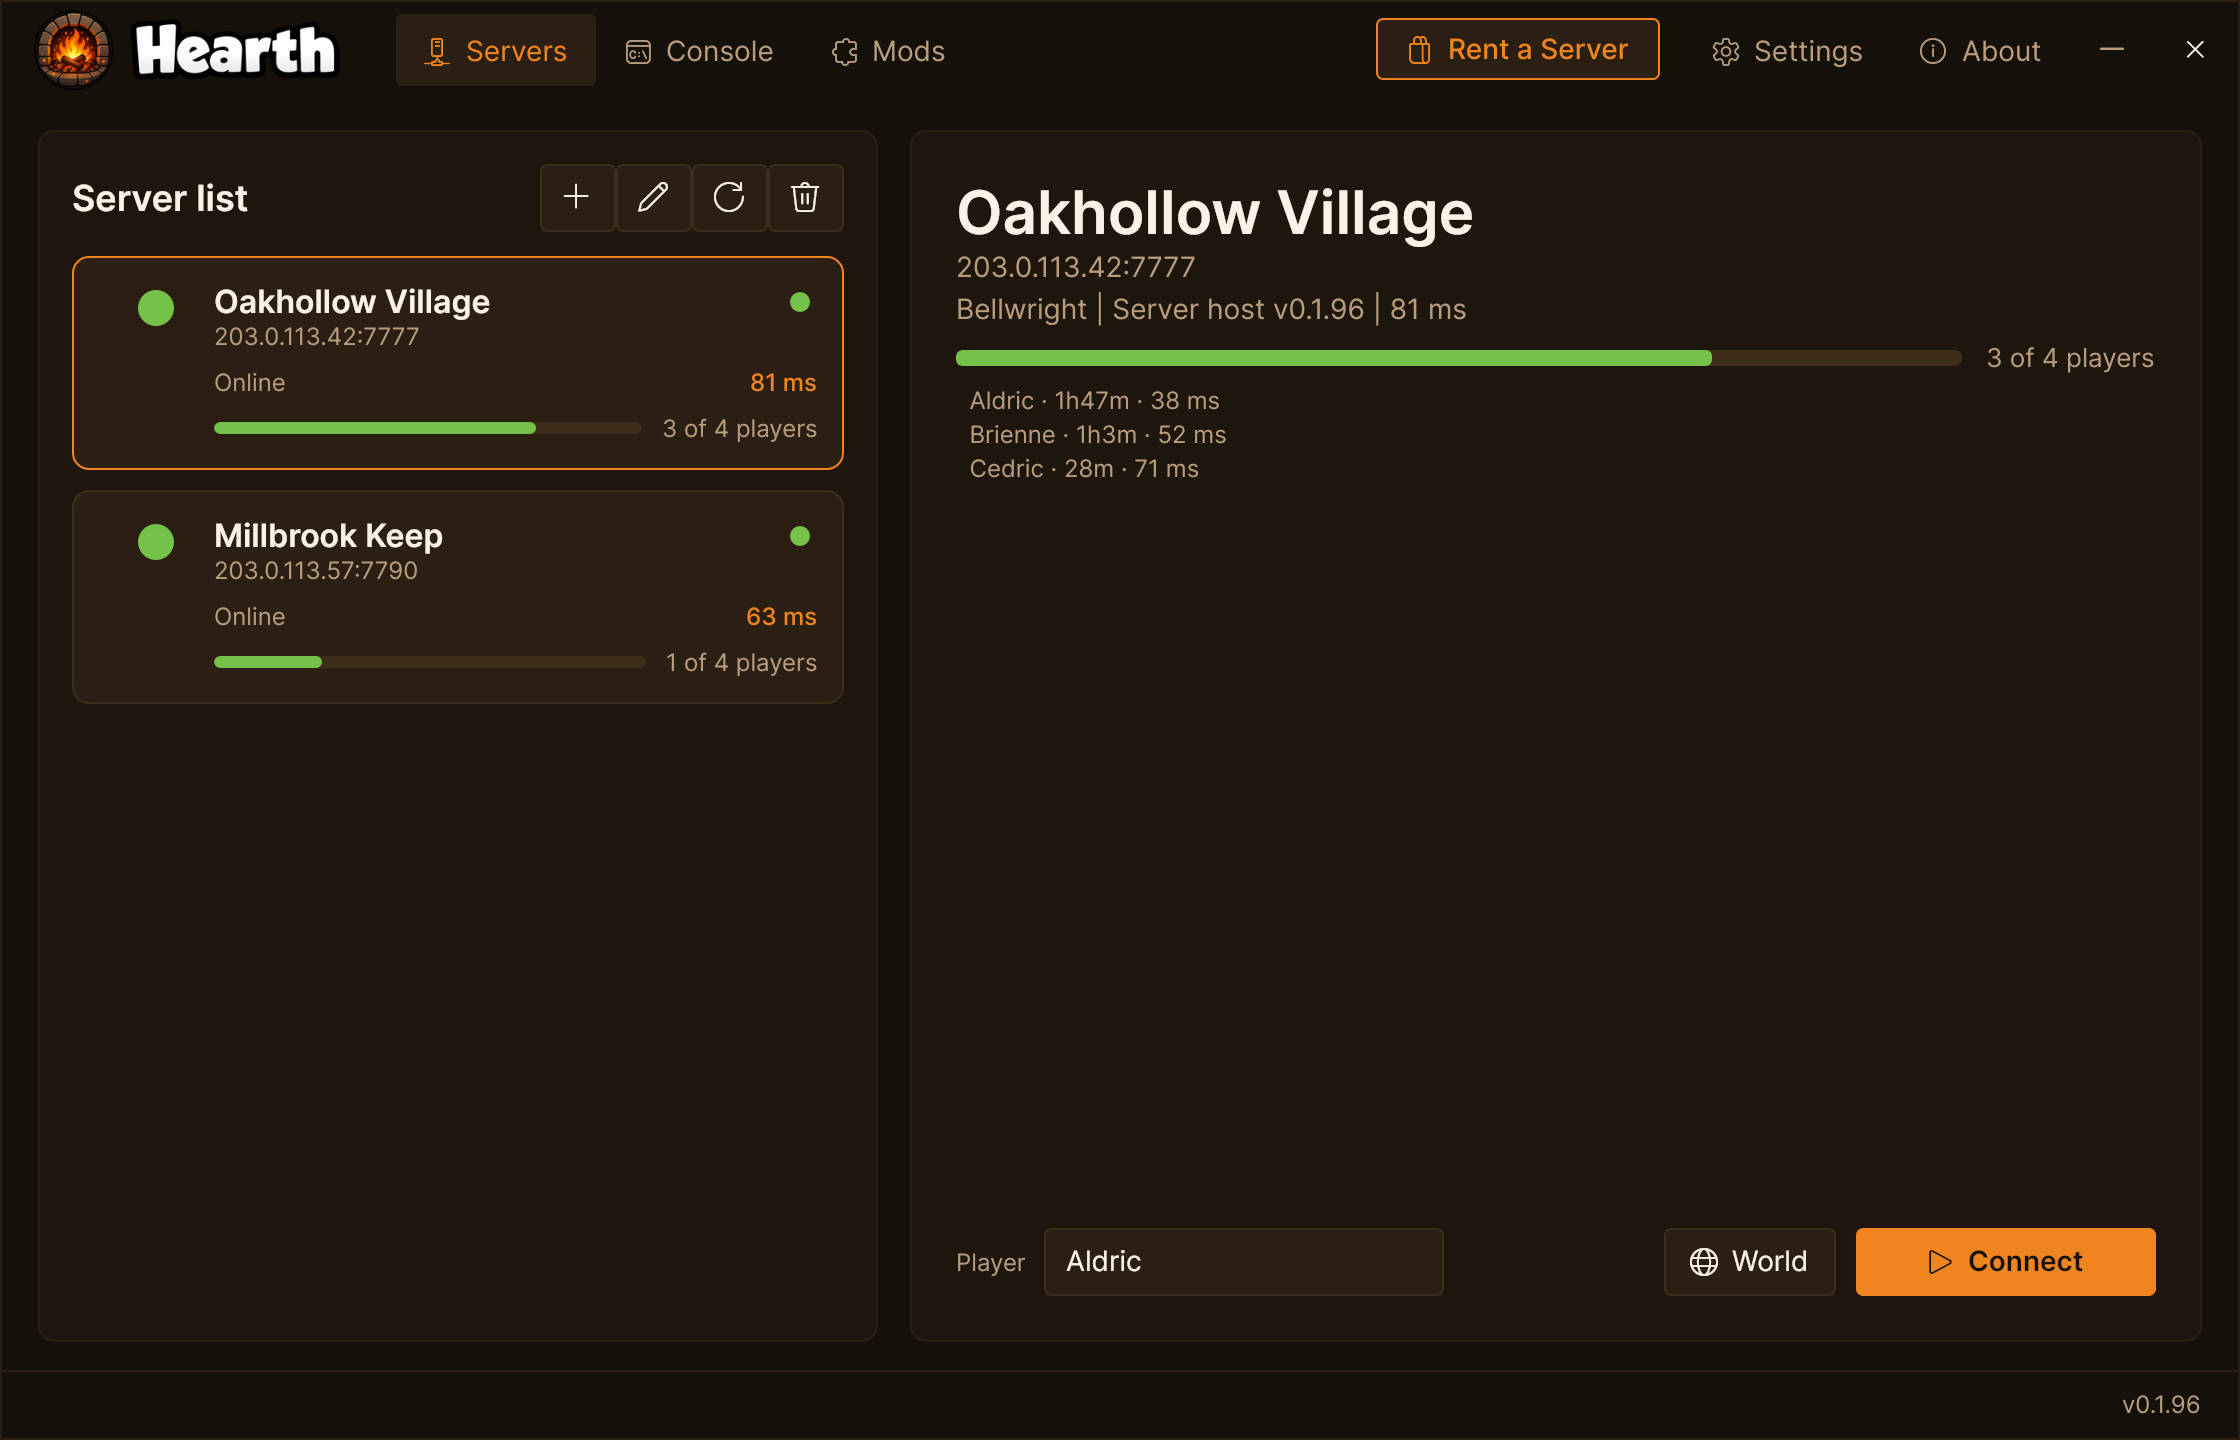 Hearth
Servers
Console
Mods
Rent a Server
Settings
About
Server list
Oakhollow Village
203.0.113.42:7777
Online
81 ms
3 of 4 players
Millbrook Keep
203.0.113.57:7790
Online
63 ms
1 of 4 players
Oakhollow Village
203.0.113.42:7777
Bellwright | Server host v0.1.96 | 81 ms
3 of 4 players
Aldric · 1h47m · 38 ms
Brienne · 1h3m · 52 ms
Cedric · 28m · 71 ms
Player
Aldric
World
Connect
v0.1.96